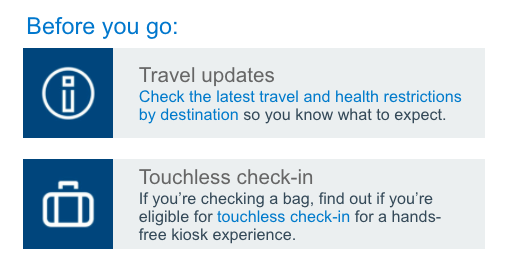 Before you go:
Travel updates
Check the latest travel and health restrictions
by destination so you know what to expect.
Touchless check-in
If you’re checking a bag, find out if you’re
eligible for touchless check-in for a hands-
free kiosk experience.